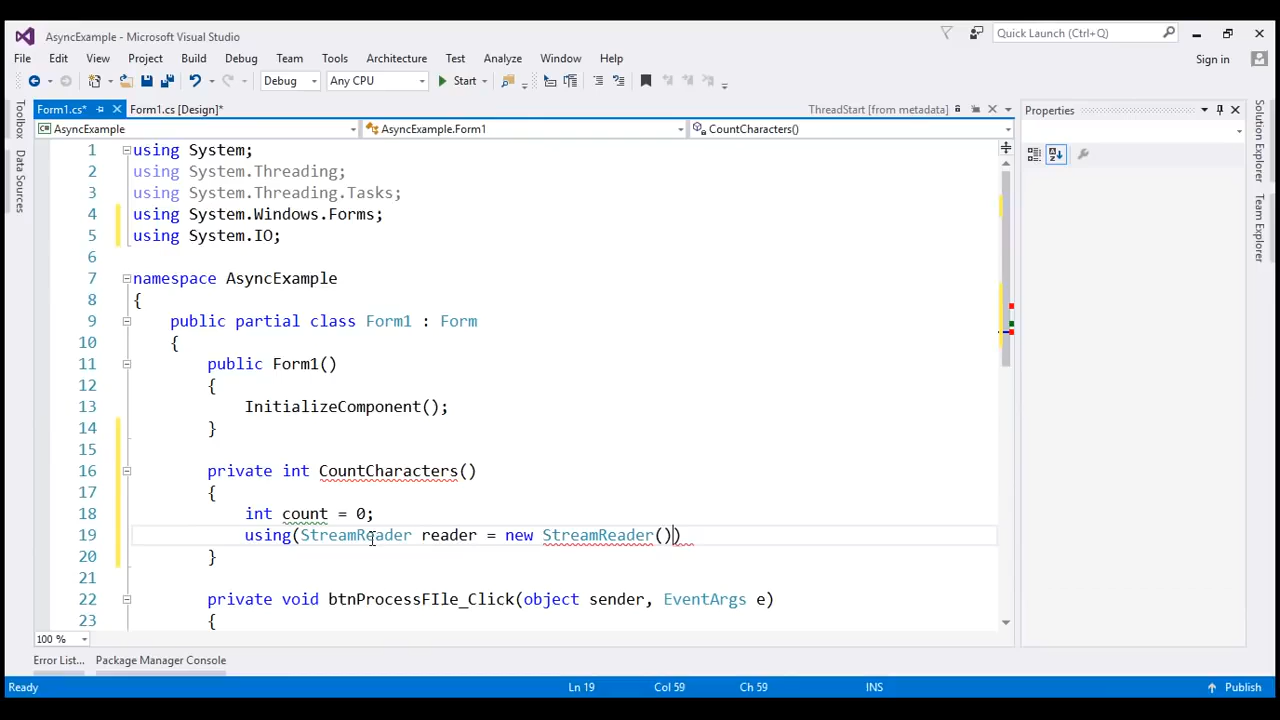 AsyncExample - Microsoft Visual Studio
Quick Launch (Ctrl+Q)
File Edit View Project Build Debug Team Tools Architecture Test Analyze Window Help
Sign in
Debug Any CPU Start
Form1.cs* Form1.cs [Design]* ThreadStart [from metadata]
Properties
AsyncExample AsyncExample.Form1 CountCharacters()
Toolbox
Data Sources
Solution Explorer
Team Explorer
1 using System;
2 using System.Threading;
3 using System.Threading.Tasks;
4 using System.Windows.Forms;
5 using System.IO;
6
7 namespace AsyncExample
8 {
9 public partial class Form1 : Form
10 {
11 public Form1()
12 {
13 InitializeComponent();
14 }
15
16 private int CountCharacters()
17 {
18 int count = 0;
19 using(StreamReader reader = new StreamReader())
20 }
21
22 private void btnProcessFIle_Click(object sender, EventArgs e)
23 {
100 %
Error List... Package Manager Console
Ready Ln 19 Col 59 Ch 59 INS Publish